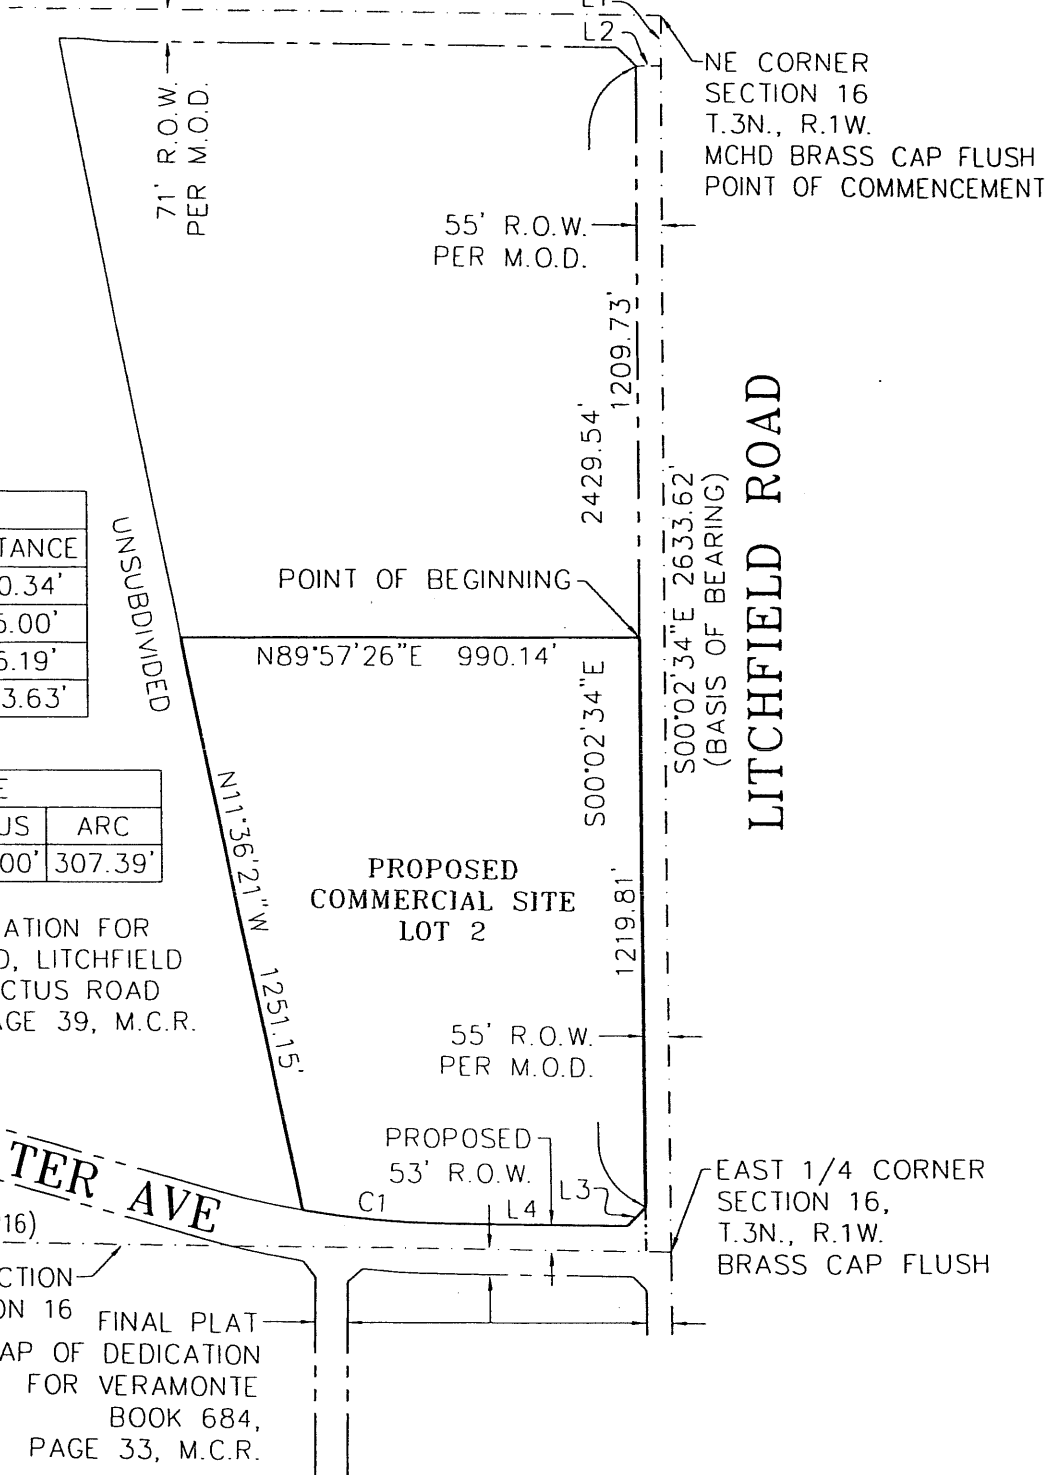 L1
L2
NE CORNER
SECTION 16
T.3N., R.1W.
MCHD BRASS CAP FLUSH
POINT OF COMMENCEMENT
71' R.O.W.
PER M.O.D.
55' R.O.W.
PER M.O.D.
1209.73'
2429.54'
LITCHFIELD ROAD
S00°02'34"E 2633.62'
(BASIS OF BEARING)
TANCE
0.34'
6.00'
6.19'
3.63'
UNSUBDIVIDED
POINT OF BEGINNING
N89°57'26"E 990.14'
S00°02'34"E
E
US ARC
00' 307.39'
N11°36'21"W 1251.15'
PROPOSED
COMMERCIAL SITE
LOT 2
1219.81'
ATION FOR
D, LITCHFIELD
CTUS ROAD
AGE 39, M.C.R.
55' R.O.W.
PER M.O.D.
PROPOSED
53' R.O.W.
TER AVE
C1
L4
L3
EAST 1/4 CORNER
SECTION 16,
T.3N., R.1W.
BRASS CAP FLUSH
16)
CTION
ON 16
FINAL PLAT
AP OF DEDICATION
FOR VERAMONTE
BOOK 684,
PAGE 33, M.C.R.